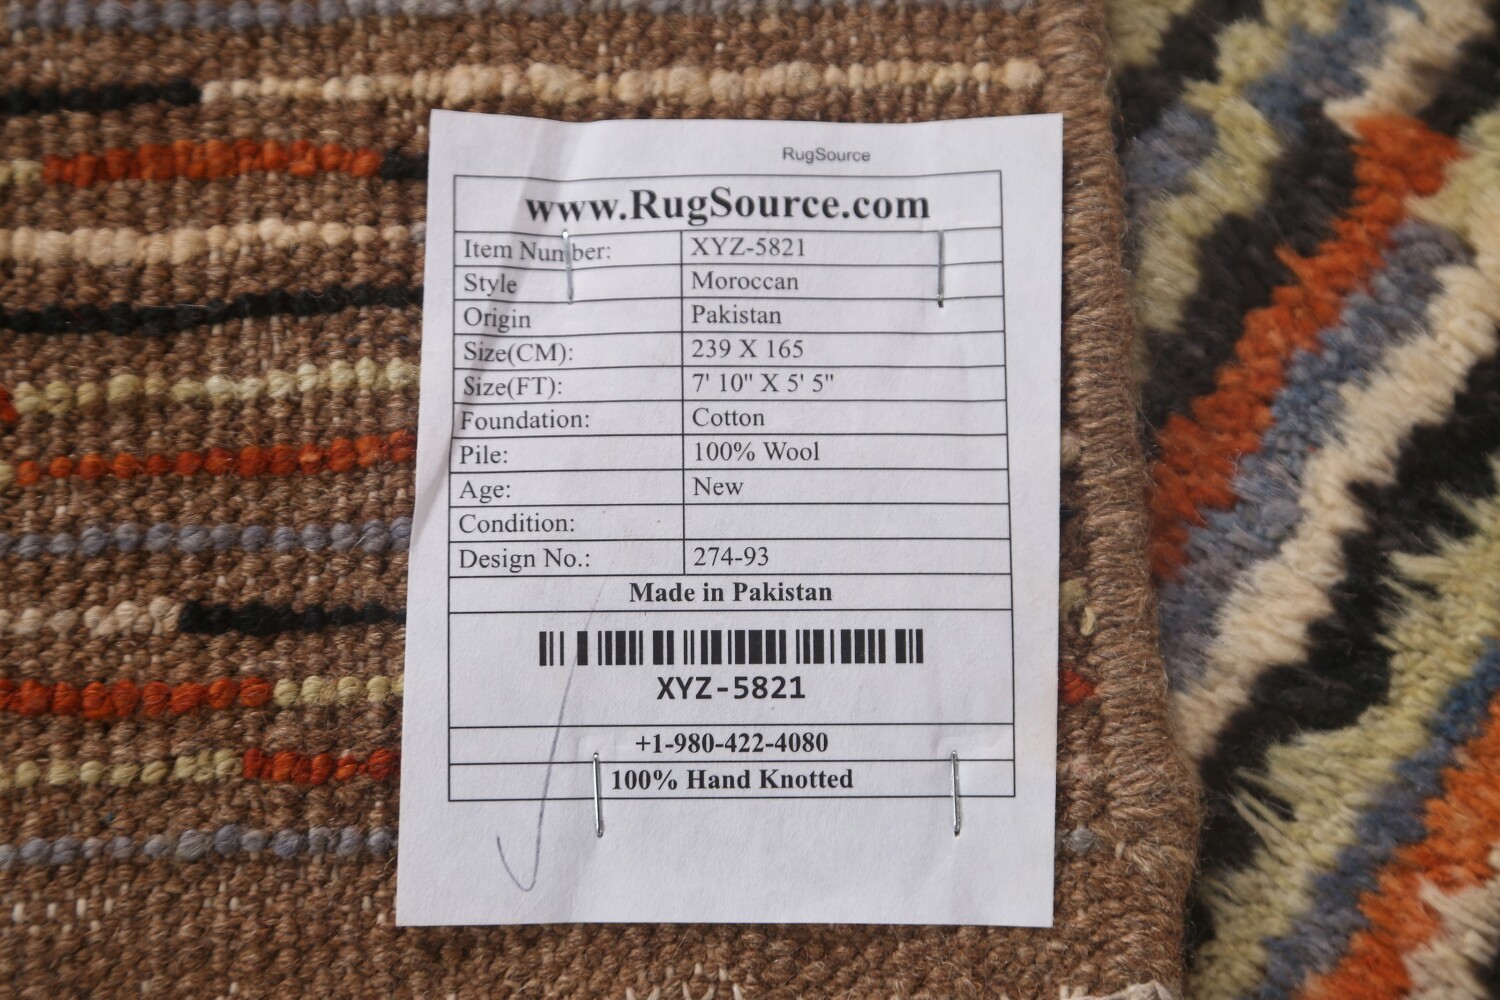 RugSource
www.RugSource.com
Item Number: XYZ-5821
Style Moroccan
Origin Pakistan
Size(CM): 239 X 165
Size(FT): 7' 10" X 5' 5"
Foundation: Cotton
Pile: 100% Wool
Age: New
Condition:
Design No.: 274-93
Made in Pakistan
XYZ-5821
+1-980-422-4080
100% Hand Knotted